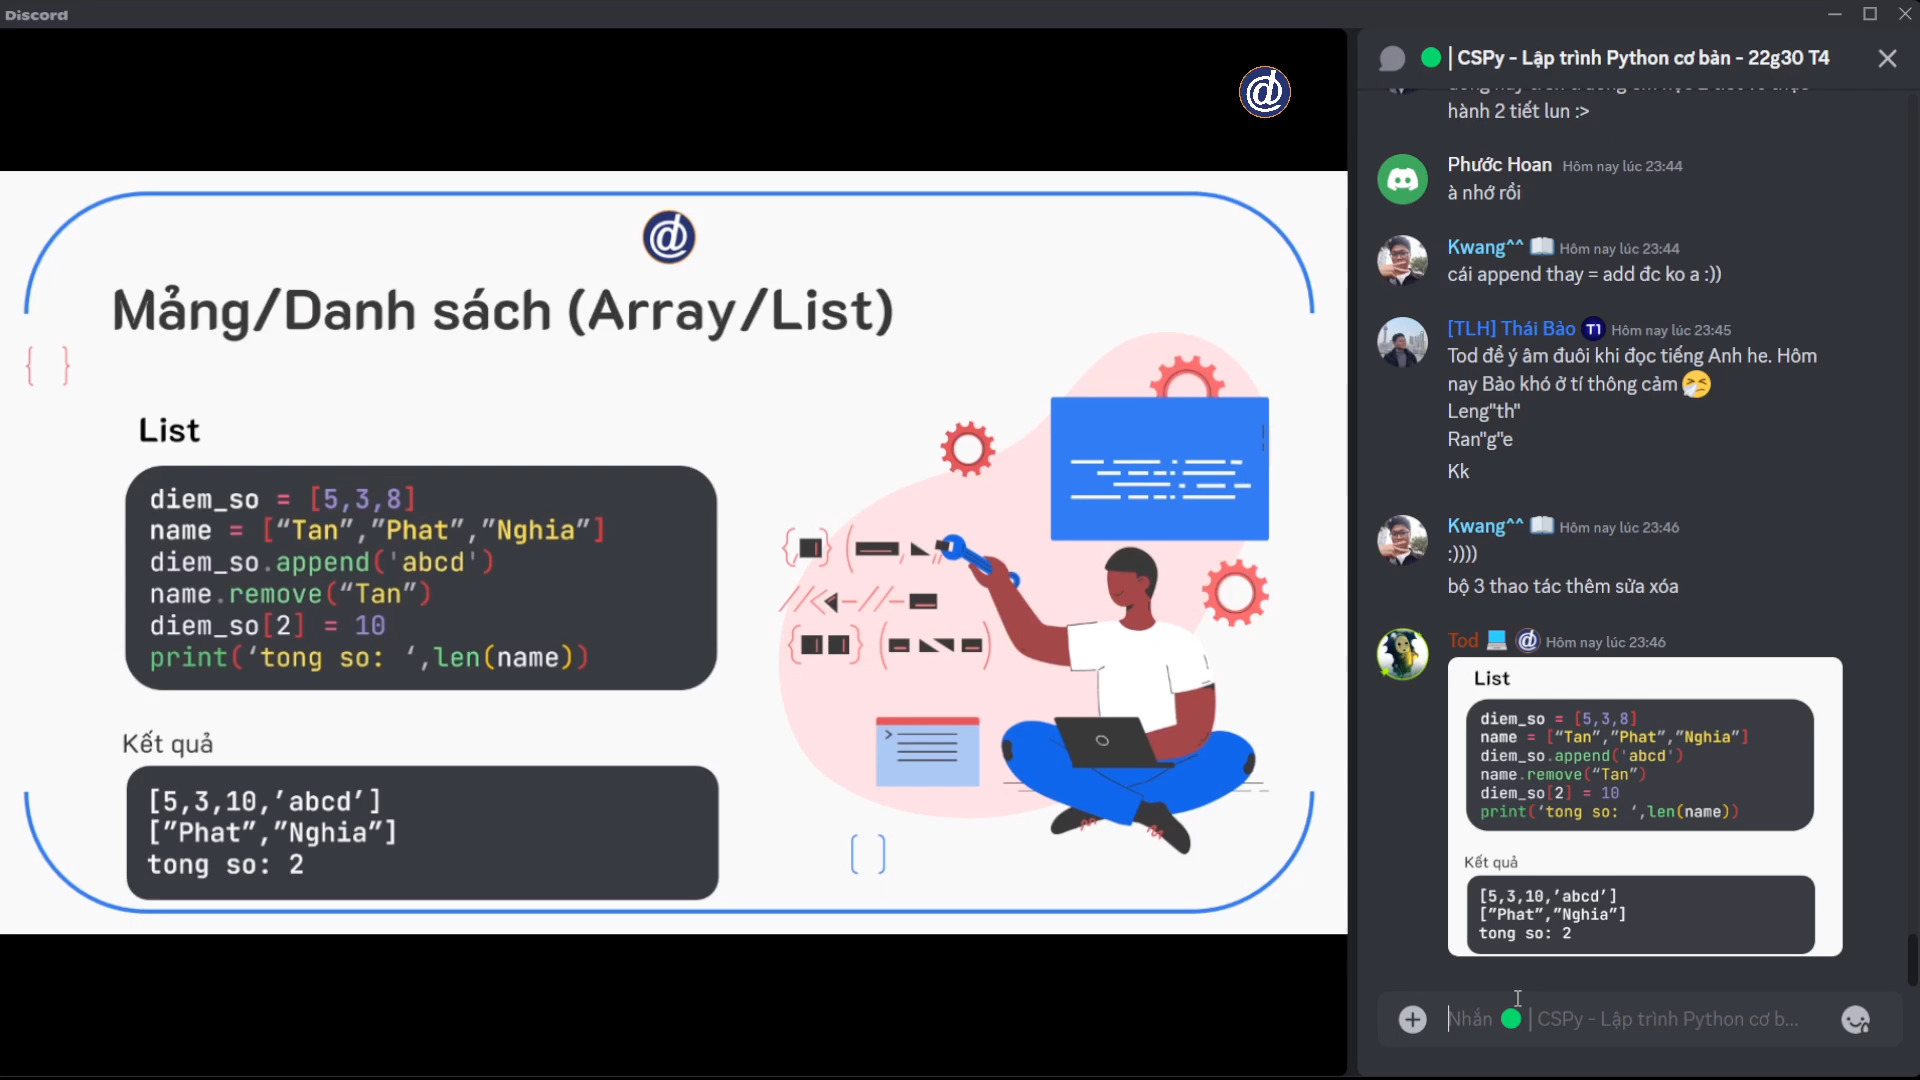 Discord
Mảng/Danh sách (Array/List)
{ }
List
diem_so = [5,3,8]
name = [“Tan”,”Phat”,”Nghia”]
diem_so.append('abcd')
name.remove(“Tan”)
diem_so[2] = 10
print(‘tong so: ‘,len(name))
Kết quả
[5,3,10,’abcd’]
[”Phat”,”Nghia”]
tong so: 2
[ ]
| CSPy - Lập trình Python cơ bản - 22g30 T4
hành 2 tiết lun :>
Phước Hoan Hôm nay lúc 23:44
à nhớ rồi
Kwang^^ Hôm nay lúc 23:44
cái append thay = add đc ko a :))
[TLH] Thái Bảo T1 Hôm nay lúc 23:45
Tod để ý âm đuôi khi đọc tiếng Anh he. Hôm
nay Bảo khó ở tí thông cảm
Leng"th"
Ran"g"e
Kk
Kwang^^ Hôm nay lúc 23:46
:))))
bộ 3 thao tác thêm sửa xóa
Tod Hôm nay lúc 23:46
List
diem_so = [5,3,8]
name = [“Tan”,”Phat”,”Nghia”]
diem_so.append('abcd')
name.remove(“Tan”)
diem_so[2] = 10
print(‘tong so: ‘,len(name))
Kết quả
[5,3,10,’abcd’]
[”Phat”,”Nghia”]
tong so: 2
Nhắn | CSPy - Lập trình Python cơ b...